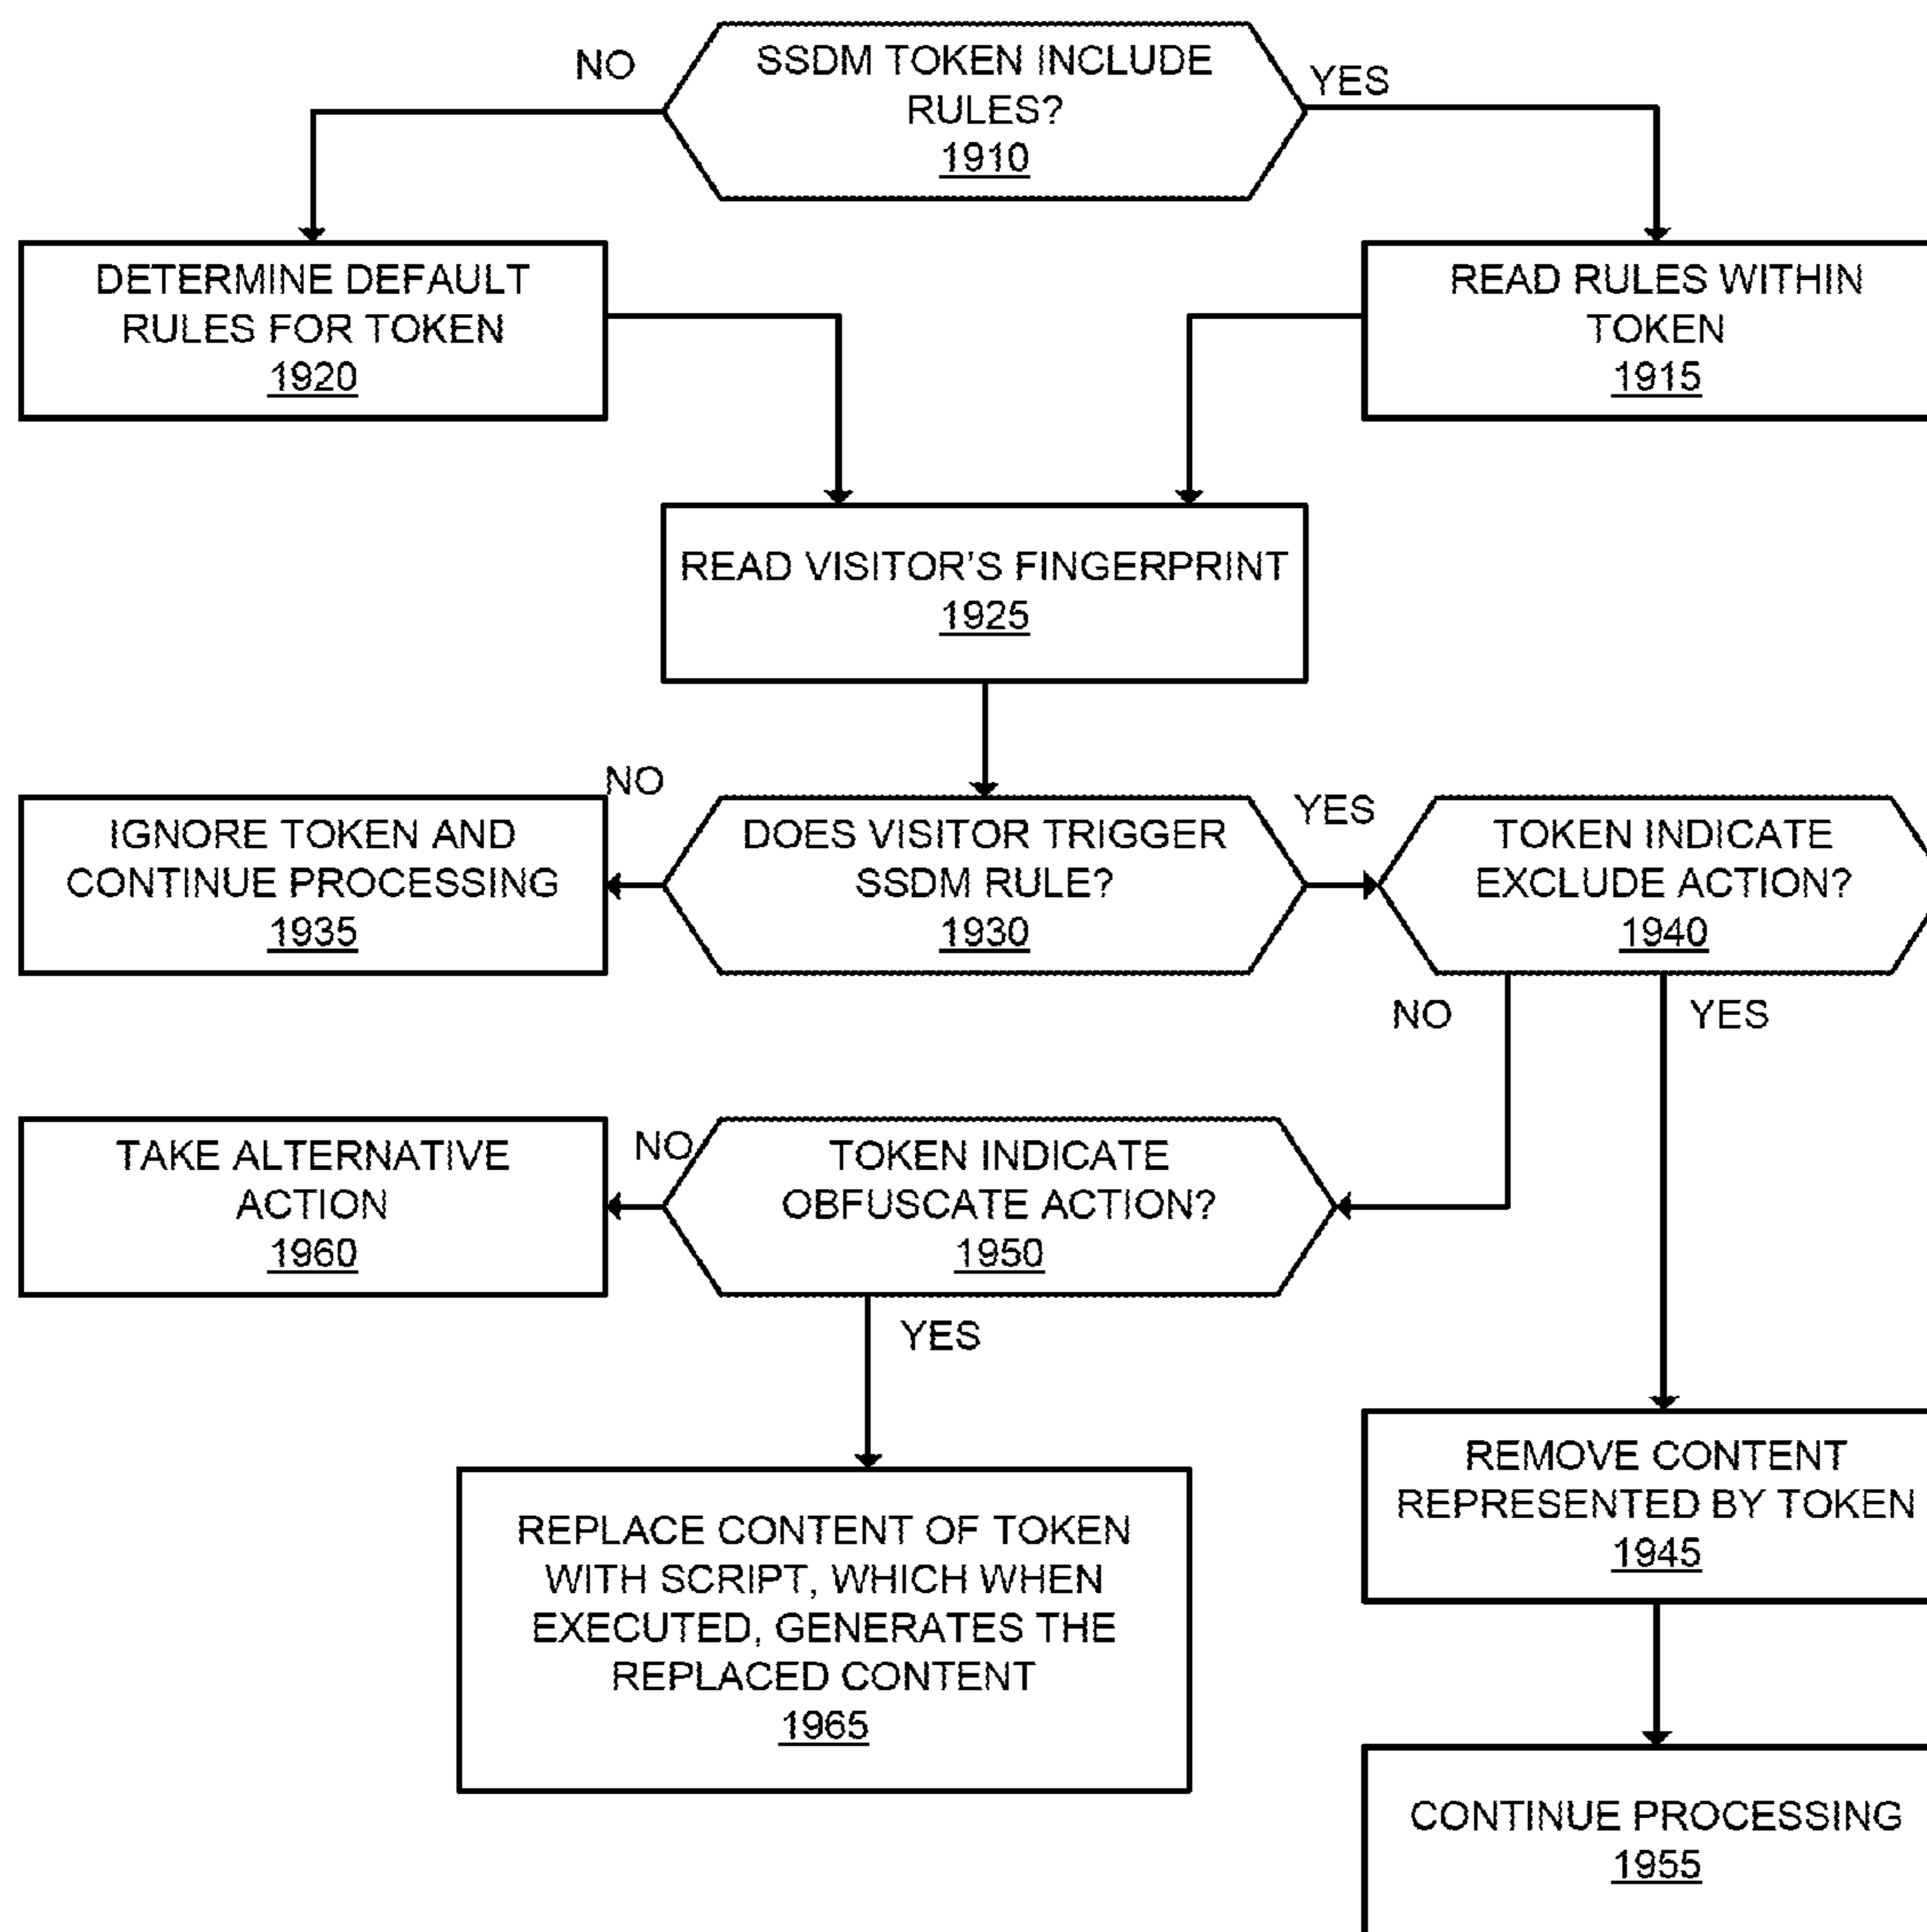 NO
SSDM TOKEN INCLUDE
RULES?
1910
YES
DETERMINE DEFAULT
RULES FOR TOKEN
1920
READ RULES WITHIN
TOKEN
1915
READ VISITOR'S FINGERPRINT
1925
NO
IGNORE TOKEN AND
CONTINUE PROCESSING
1935
DOES VISITOR TRIGGER
SSDM RULE?
1930
YES
TOKEN INDICATE
EXCLUDE ACTION?
1940
NO
YES
TAKE ALTERNATIVE
ACTION
1960
NO
TOKEN INDICATE
OBFUSCATE ACTION?
1950
YES
REPLACE CONTENT OF TOKEN
WITH SCRIPT, WHICH WHEN
EXECUTED, GENERATES THE
REPLACED CONTENT
1965
REMOVE CONTENT
REPRESENTED BY TOKEN
1945
CONTINUE PROCESSING
1955